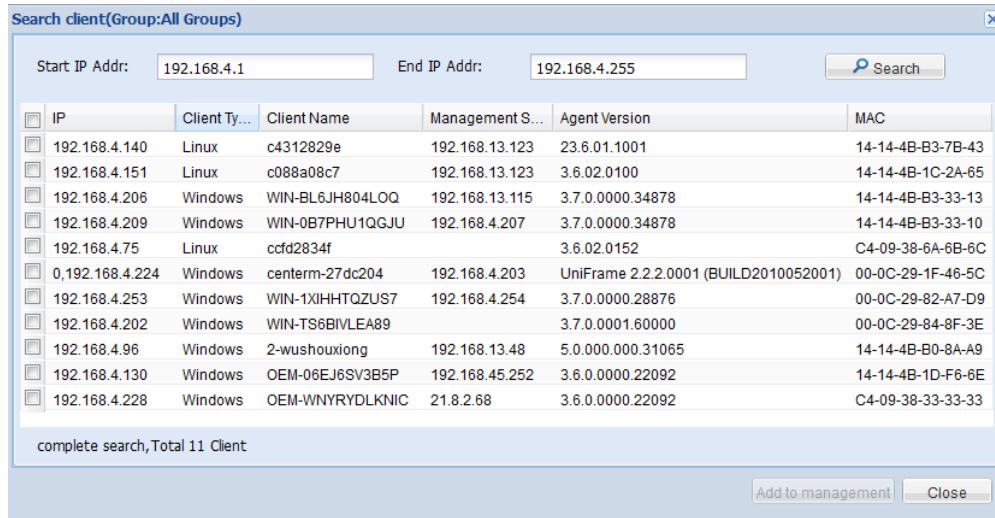 Search client(Group:All Groups)
Start IP Addr: 192.168.4.1 End IP Addr: 192.168.4.255 Search
IP Client Ty... Client Name Management S... Agent Version MAC
192.168.4.140 Linux c4312829e 192.168.13.123 23.6.01.1001 14-14-4B-B3-7B-43
192.168.4.151 Linux c088a08c7 192.168.13.123 3.6.02.0100 14-14-4B-1C-2A-65
192.168.4.206 Windows WIN-BL6JH804LOQ 192.168.13.115 3.7.0.0000.34878 14-14-4B-B3-33-13
192.168.4.209 Windows WIN-0B7PHU1QGJU 192.168.4.207 3.7.0.0000.34878 14-14-4B-B3-33-10
192.168.4.75 Linux ccfd2834f 3.6.02.0152 C4-09-38-6A-6B-6C
0,192.168.4.224 Windows centerm-27dc204 192.168.4.203 UniFrame 2.2.2.0001 (BUILD2010052001) 00-0C-29-1F-46-5C
192.168.4.253 Windows WIN-1XIHHTQZUS7 192.168.4.254 3.7.0.0000.28876 00-0C-29-82-A7-D9
192.168.4.202 Windows WIN-TS6BIVLEA89 3.7.0.0001.60000 00-0C-29-84-8F-3E
192.168.4.96 Windows 2-wushouxiong 192.168.13.48 5.0.000.000.31065 14-14-4B-B0-8A-A9
192.168.4.130 Windows OEM-06EJ6SV3B5P 192.168.45.252 3.6.0.0000.22092 14-14-4B-1D-F6-6E
192.168.4.228 Windows OEM-WNYRYDLKNIC 21.8.2.68 3.6.0.0000.22092 C4-09-38-33-33-33
complete search,Total 11 Client
Add to management Close